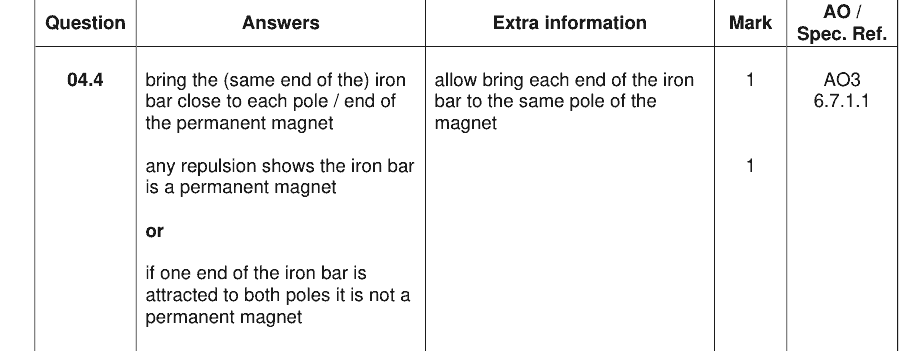 Question Answers Extra information Mark AO /
Spec. Ref.
04.4 bring the (same end of the) iron allow bring each end of the iron 1 AO3
bar close to each pole / end of bar to the same pole of the 6.7.1.1
the permanent magnet magnet
any repulsion shows the iron bar 1
is a permanent magnet
or
if one end of the iron bar is
attracted to both poles it is not a
permanent magnet